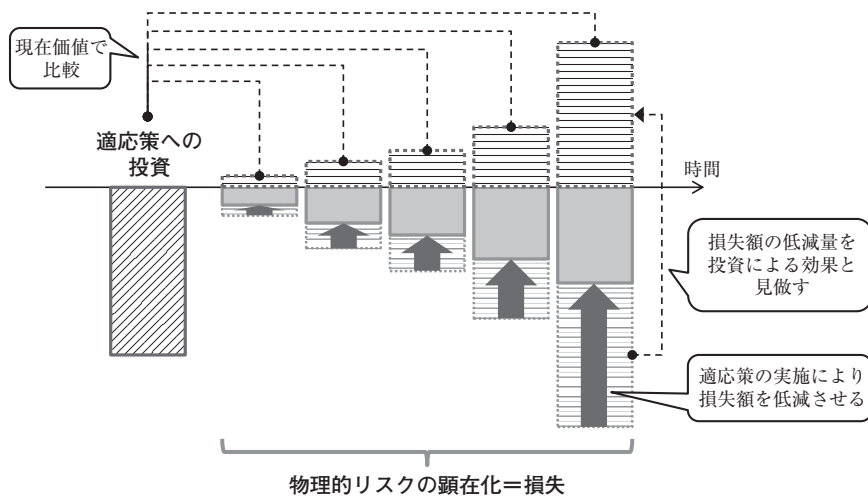 現在価値で
比較
適応策への
投資
時間
損失額の低減量を
投資による効果と
見做す
適応策の実施により
損失額を低減させる
物理的リスクの顕在化＝損失